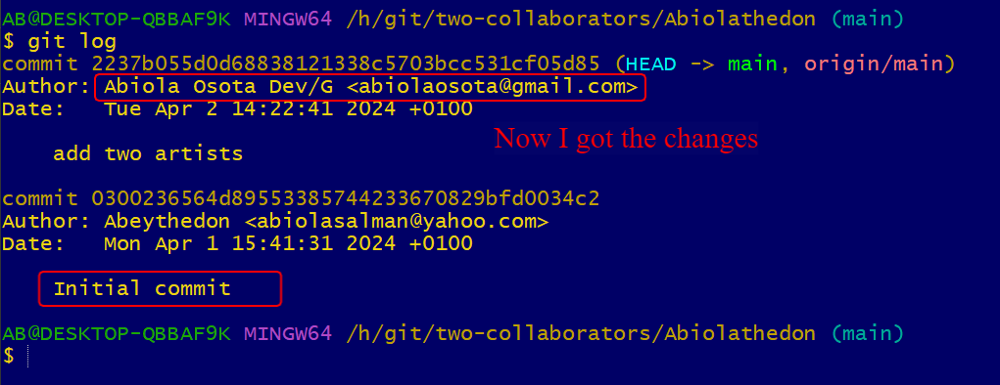 AB@DESKTOP-QBBAF9K MINGW64 /h/git/two-collaborators/Abiolathedon (main)
$ git log
commit 2237b055d0d68838121338c5703bcc531cf05d85 (HEAD -> main, origin/main)
Author: Abiola Osota Dev/G <abiolaosota@gmail.com>
Date:   Tue Apr 2 14:22:41 2024 +0100
Now I got the changes
    add two artists
commit 0300236564d89553385744233670829bfd0034c2
Author: Abeythedon <abiolasalman@yahoo.com>
Date:   Mon Apr 1 15:41:31 2024 +0100
    Initial commit
AB@DESKTOP-QBBAF9K MINGW64 /h/git/two-collaborators/Abiolathedon (main)
$